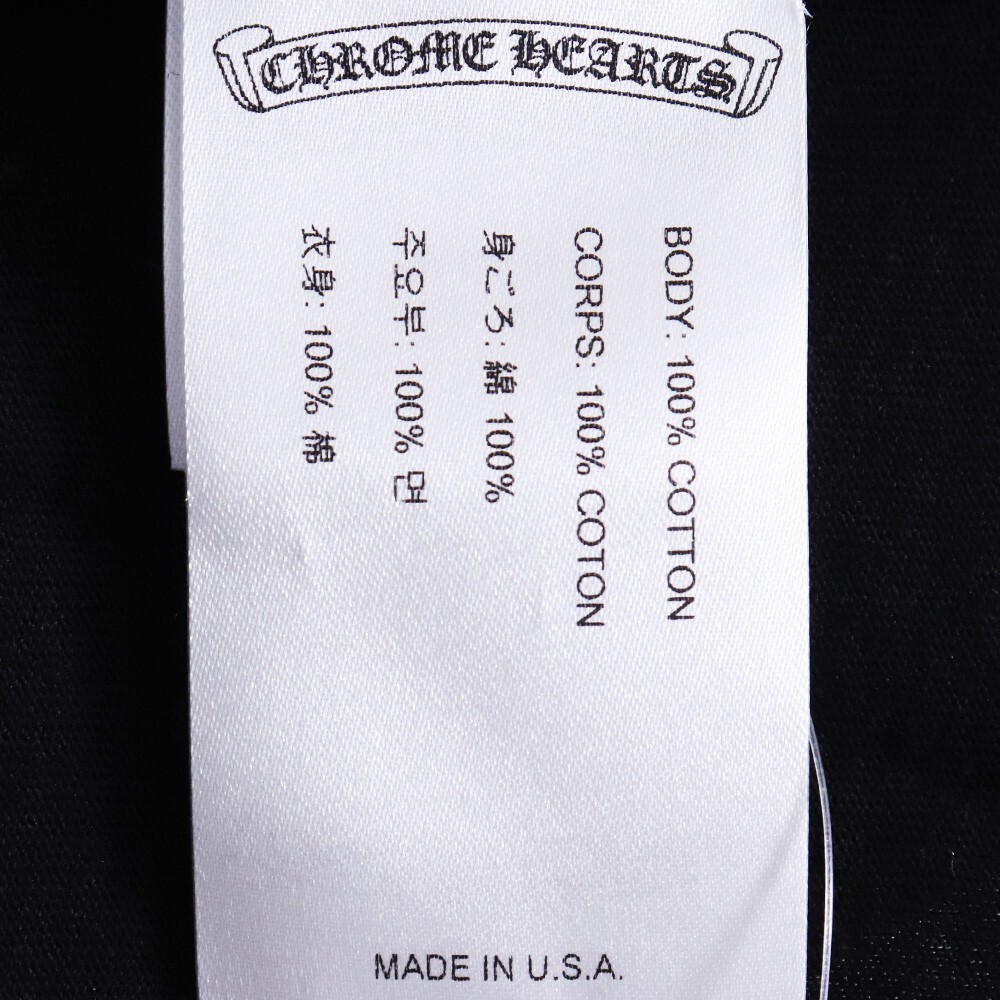 CHROME HEARTS
BODY: 100% COTTON
CORPS: 100% COTON
身ごろ: 綿 100%
주요부: 100% 면
衣身: 100% 棉
MADE IN U.S.A.